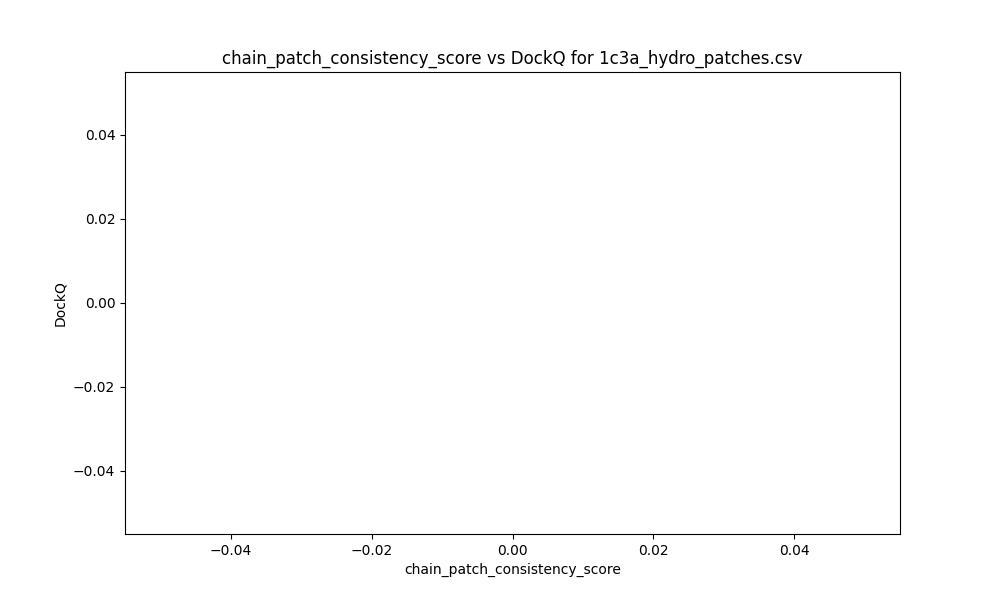 chain_patch_consistency_score vs DockQ for 1c3a_hydro_patches.csv
0.04
0.02
0.00
−0.02
−0.04
DockQ
−0.04 −0.02 0.00 0.02 0.04
chain_patch_consistency_score